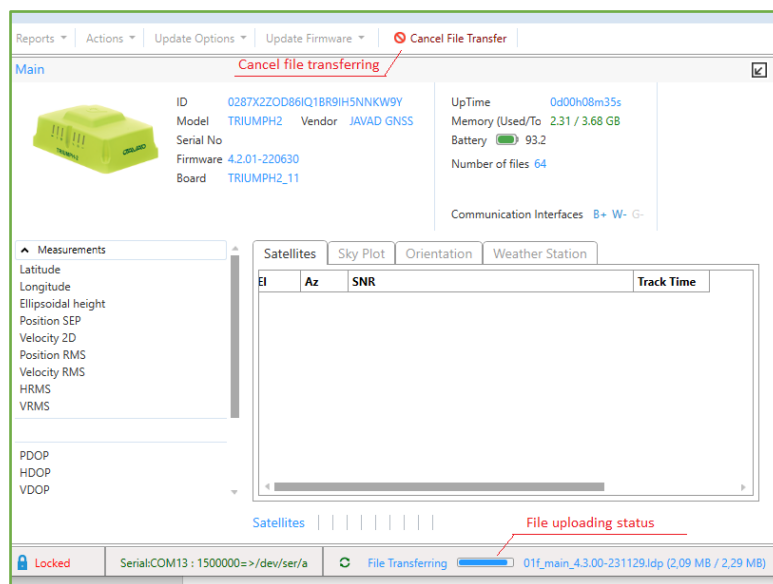 Reports Actions Update Options Update Firmware Cancel File Transfer
Cancel file transferring
Main
ID 0287X2ZOD86IQ1BR9IH5NNKW9Y
Model TRIUMPH2 Vendor JAVAD GNSS
Serial No
Firmware 4.2.01-220630
Board TRIUMPH2_11
UpTime 0d00h08m35s
Memory (Used/To 2.31 / 3.68 GB
Battery 93.2
Number of files 64
Communication Interfaces B+ W- G-
TRIUMPH2
Measurements
Latitude
Longitude
Ellipsoidal height
Position SEP
Velocity 2D
Position RMS
Velocity RMS
HRMS
VRMS
PDOP
HDOP
VDOP
Satellites Sky Plot Orientation Weather Station
El Az SNR Track Time
Satellites
File uploading status
Locked Serial:COM13 : 1500000=>/dev/ser/a File Transferring 01f_main_4.3.00-231129.ldp (2,09 MB / 2,29 MB)